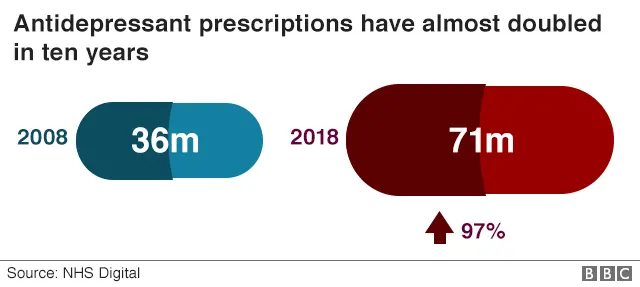 Antidepressant prescriptions have almost doubled
in ten years
2008 36m 2018 71m
97%
Source: NHS Digital BBC